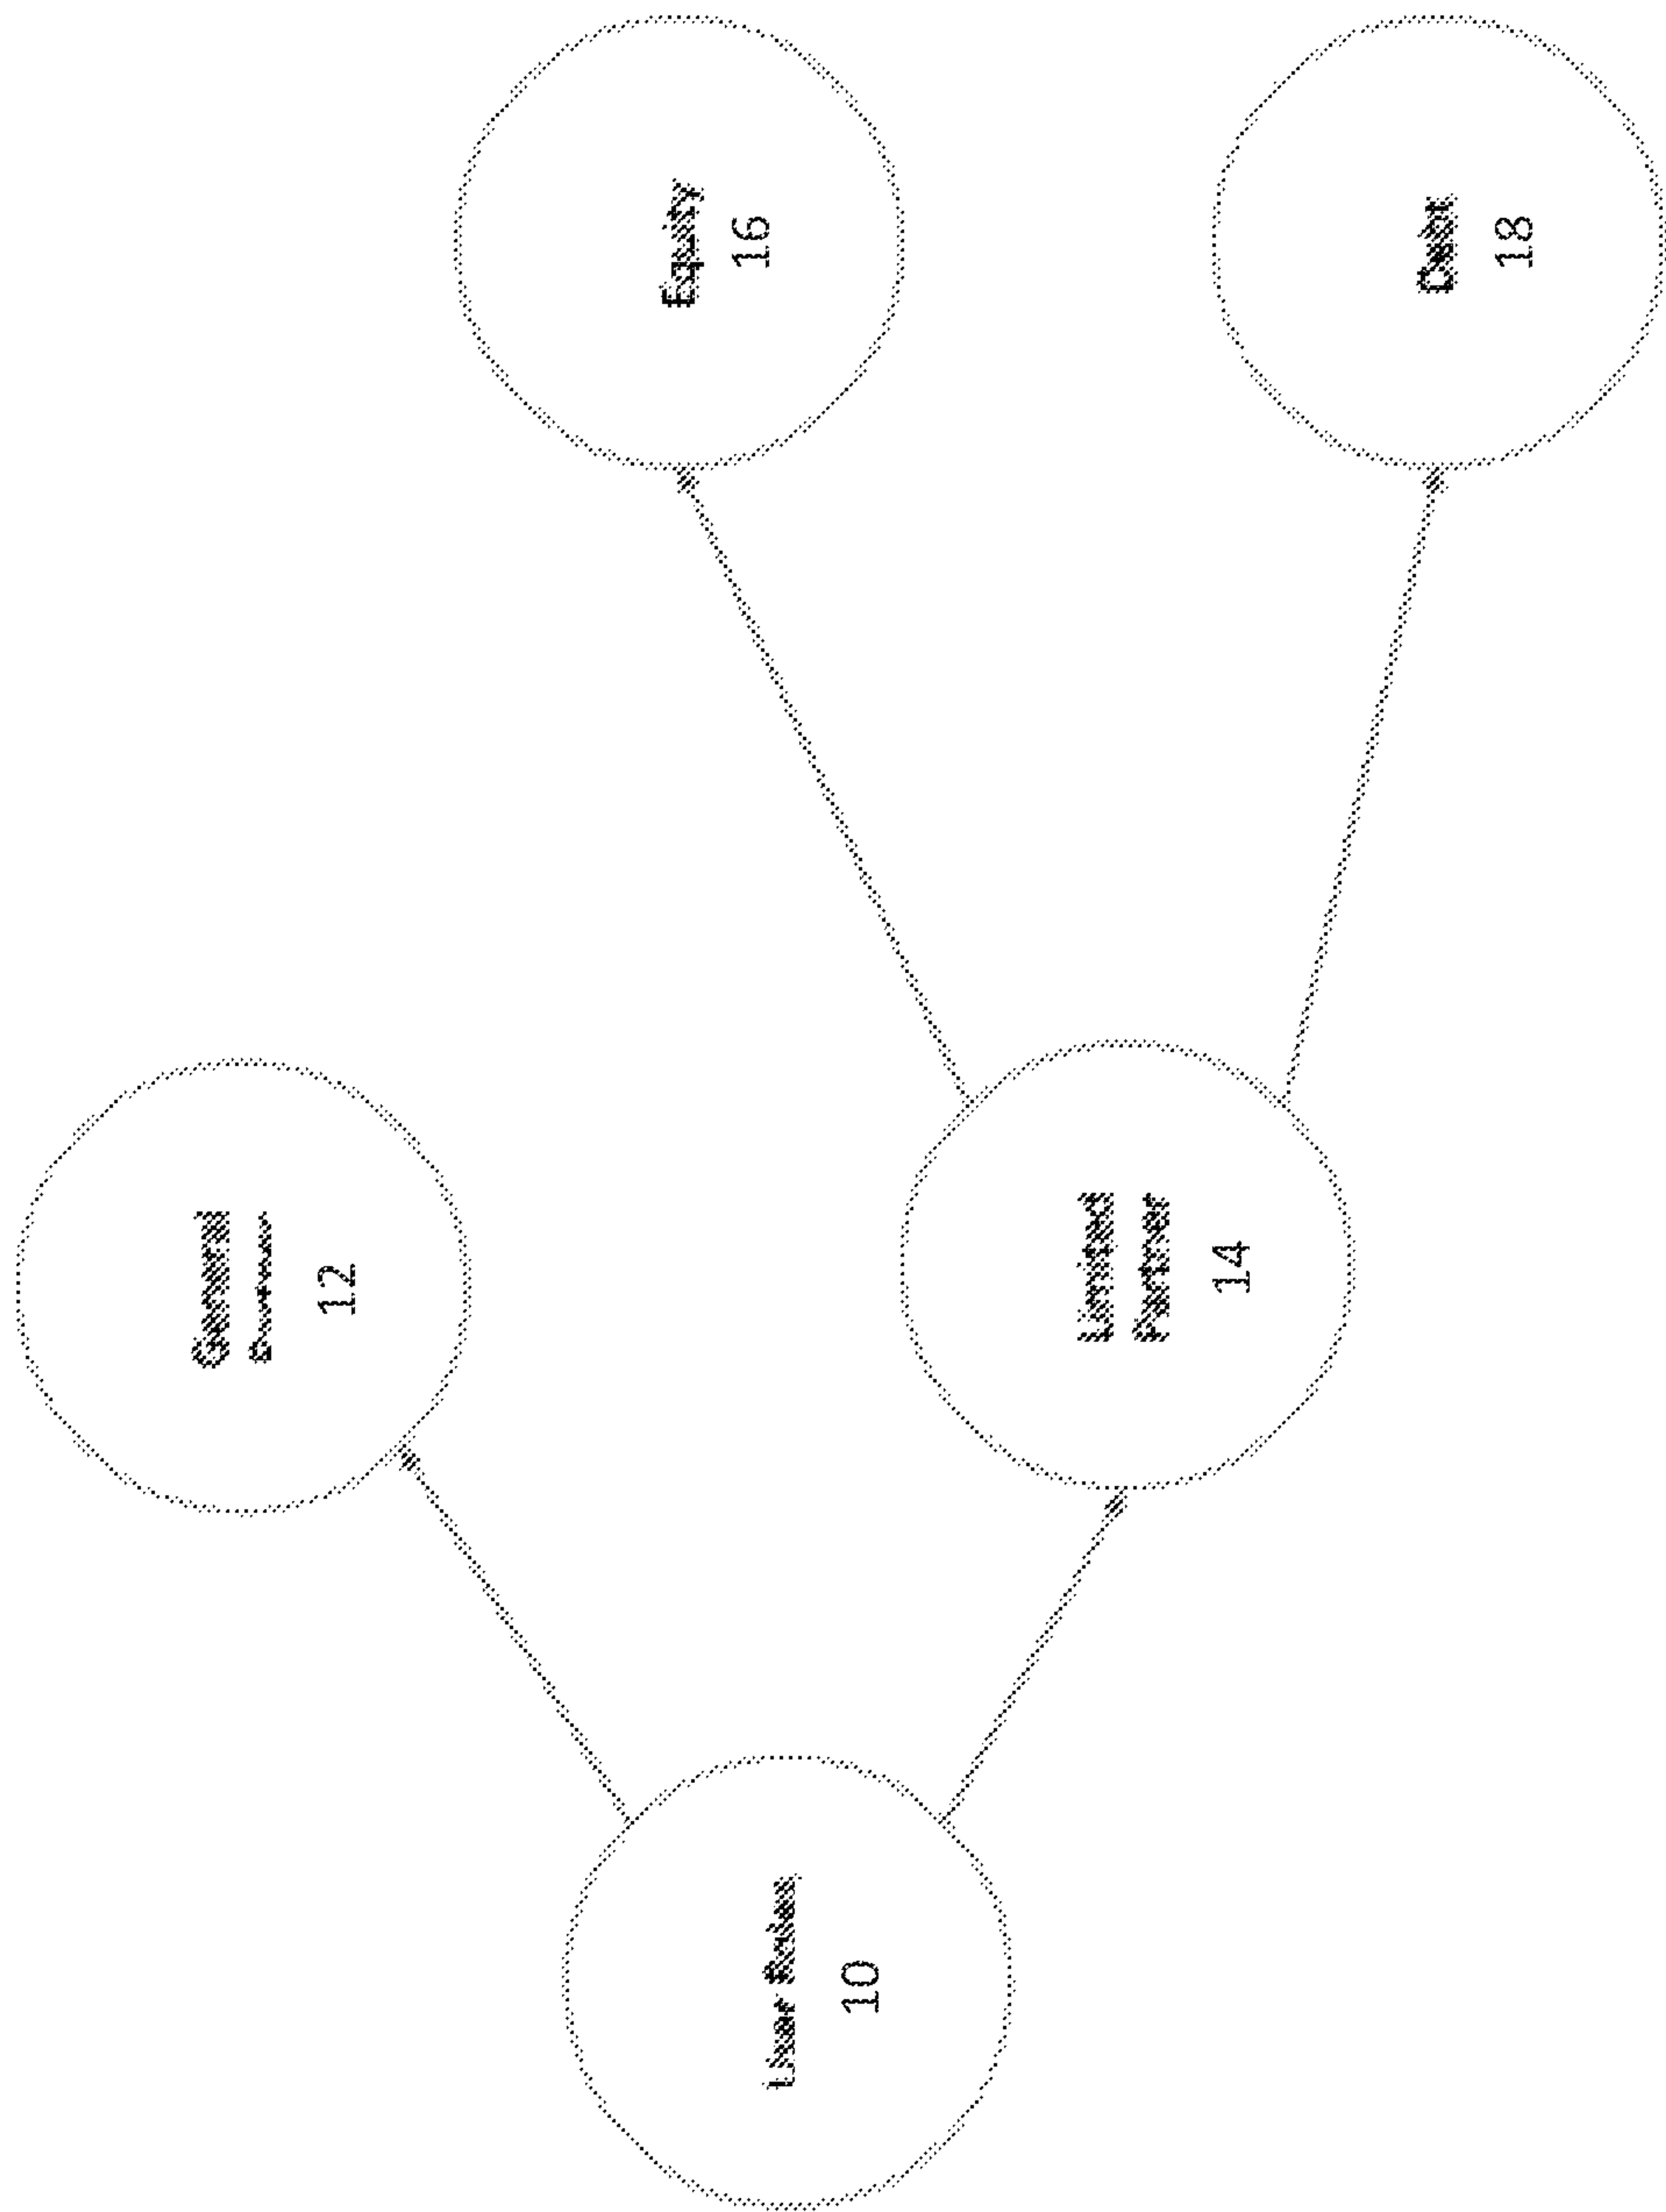 User Roles
10
General
Partner
12
Limited
Partner
14
Equity
16
Debt
18